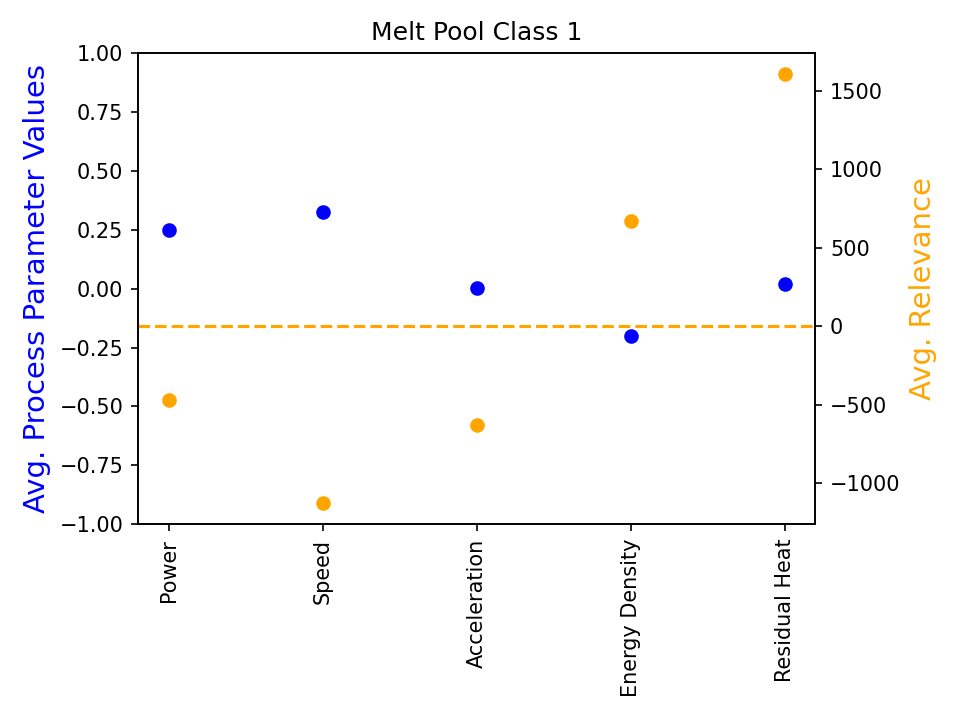 Melt Pool Class 1
Avg. Process Parameter Values
1.00
0.75
0.50
0.25
0.00
−0.25
−0.50
−0.75
−1.00
1500
1000
500
0
−500
−1000
Avg. Relevance
Power
Speed
Acceleration
Energy Density
Residual Heat